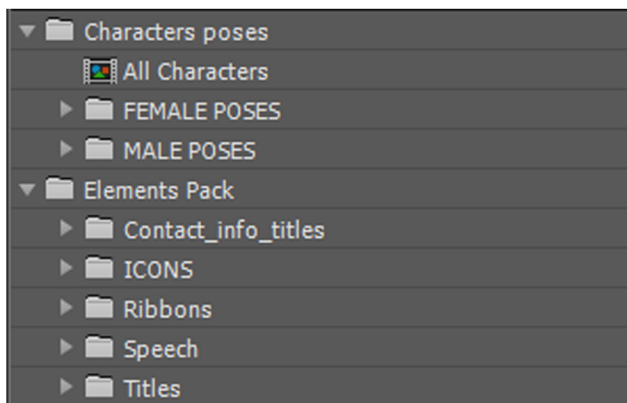 Characters poses
All Characters
FEMALE POSES
MALE POSES
Elements Pack
Contact_info_titles
ICONS
Ribbons
Speech
Titles